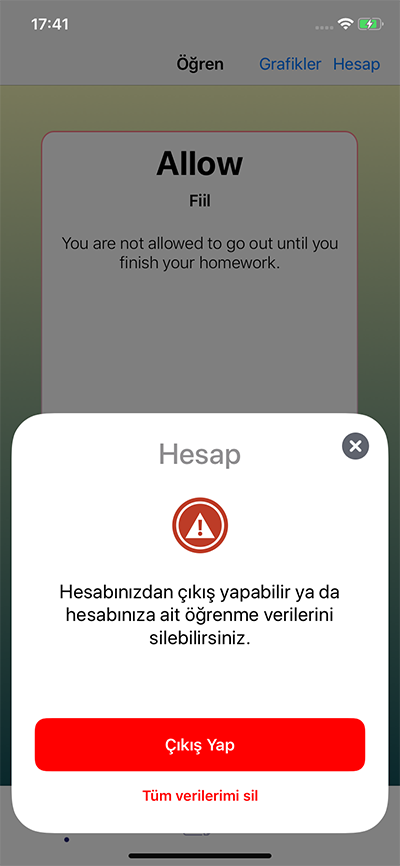 17:41
Öğren
Grafikler
Hesap
Allow
Fiil
You are not allowed to go out until you
finish your homework.
Hesap
Hesabınızdan çıkış yapabilir ya da
hesabınıza ait öğrenme verilerini
silebilirsiniz.
Çıkış Yap
Tüm verilerimi sil